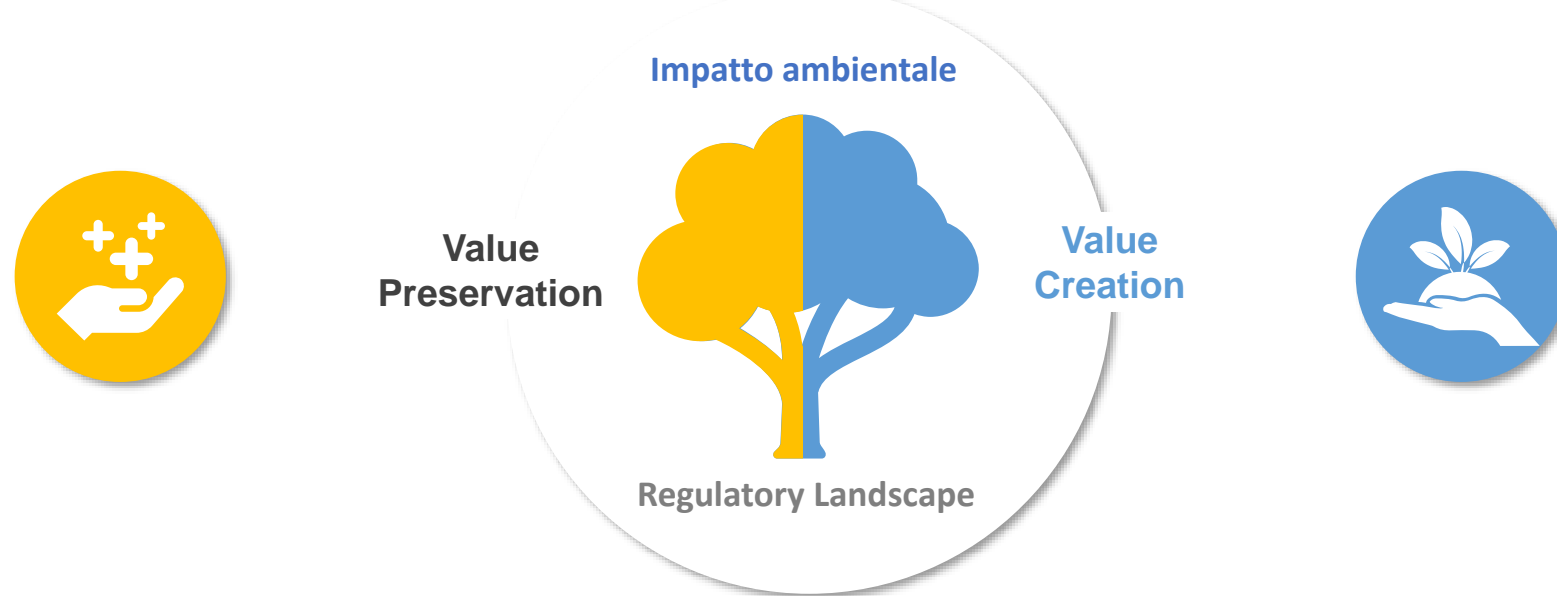 Impatto ambientale
Value
Preservation
Value
Creation
Regulatory Landscape